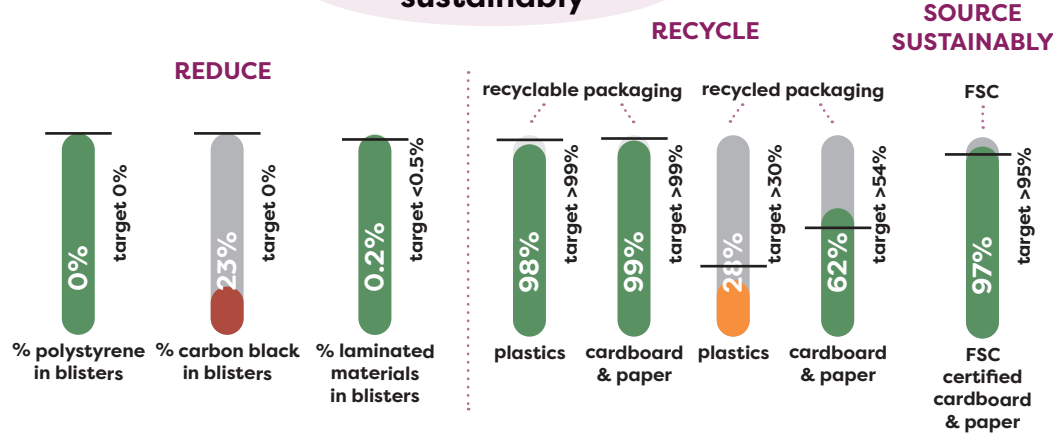 sustainably
REDUCE
RECYCLE
SOURCE
SUSTAINABLY
recyclable packaging
recycled packaging
FSC
0%
target 0%
23%
target 0%
0.2%
target <0.5%
98%
target >99%
99%
target >99%
28%
target >30%
62%
target >54%
97%
target >95%
% polystyrene
in blisters
% carbon black
in blisters
% laminated
materials
in blisters
plastics
cardboard
& paper
plastics
cardboard
& paper
FSC
certified
cardboard
& paper